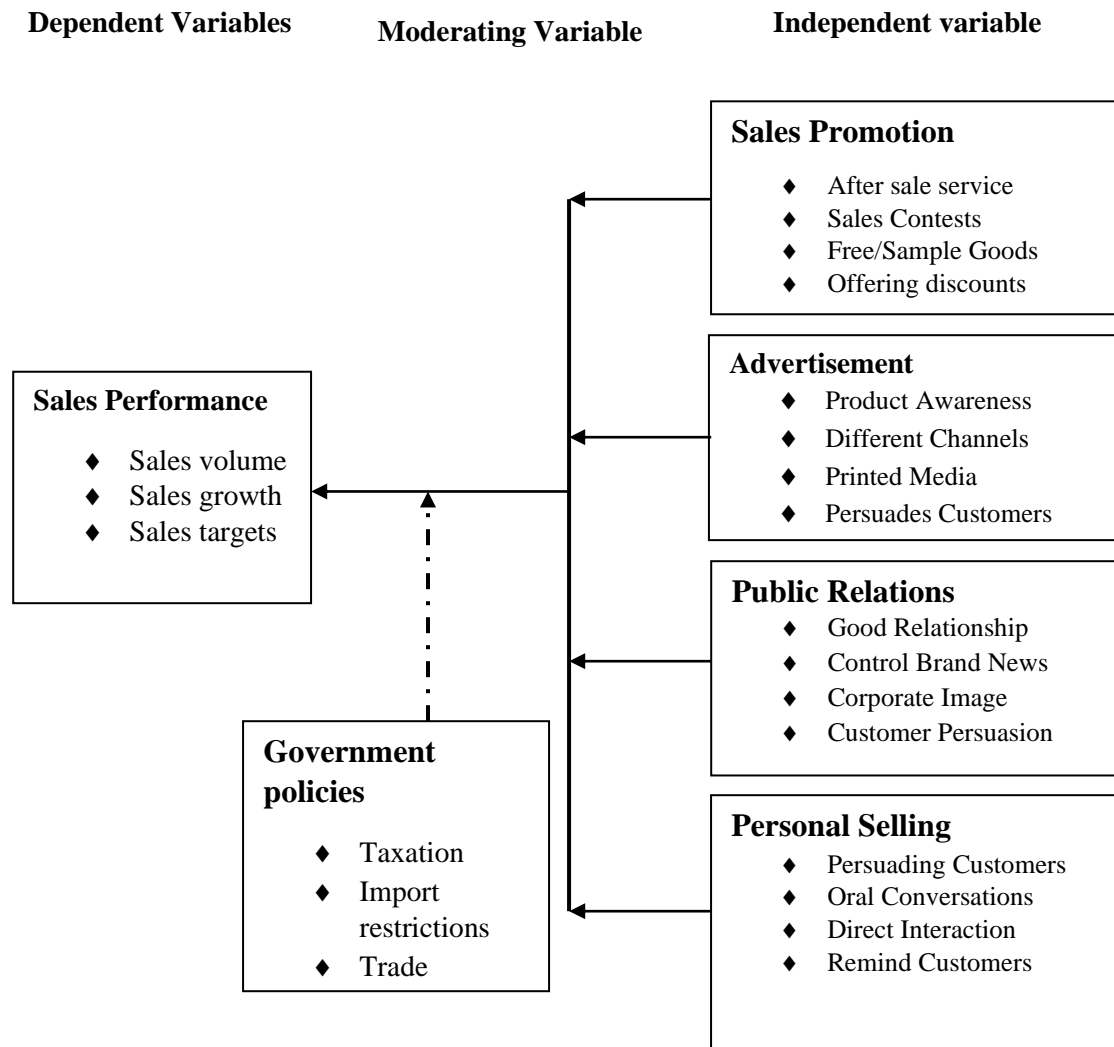 Dependent Variables
Moderating Variable
Independent variable
Sales Promotion
♦ After sale service
♦ Sales Contests
♦ Free/Sample Goods
♦ Offering discounts
Advertisement
♦ Product Awareness
♦ Different Channels
♦ Printed Media
♦ Persuades Customers
Sales Performance
♦ Sales volume
♦ Sales growth
♦ Sales targets
Public Relations
♦ Good Relationship
♦ Control Brand News
♦ Corporate Image
♦ Customer Persuasion
Government
policies
♦ Taxation
♦ Import
restrictions
♦ Trade
Personal Selling
♦ Persuading Customers
♦ Oral Conversations
♦ Direct Interaction
♦ Remind Customers